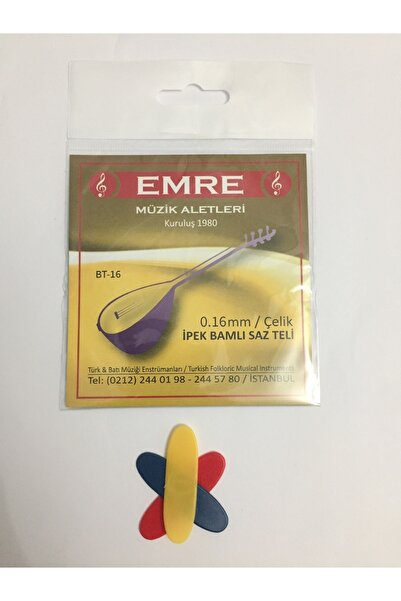 EMRE
MÜZİK ALETLERİ
Kuruluş 1980
BT-16
0.16mm / Çelik
İPEK BAMLI SAZ TELİ
Türk & Batı Müziği Enstrümanları / Turkish Folkloric Musical Instruments
Tel: (0212) 244 01 98 - 244 57 80 / İSTANBUL